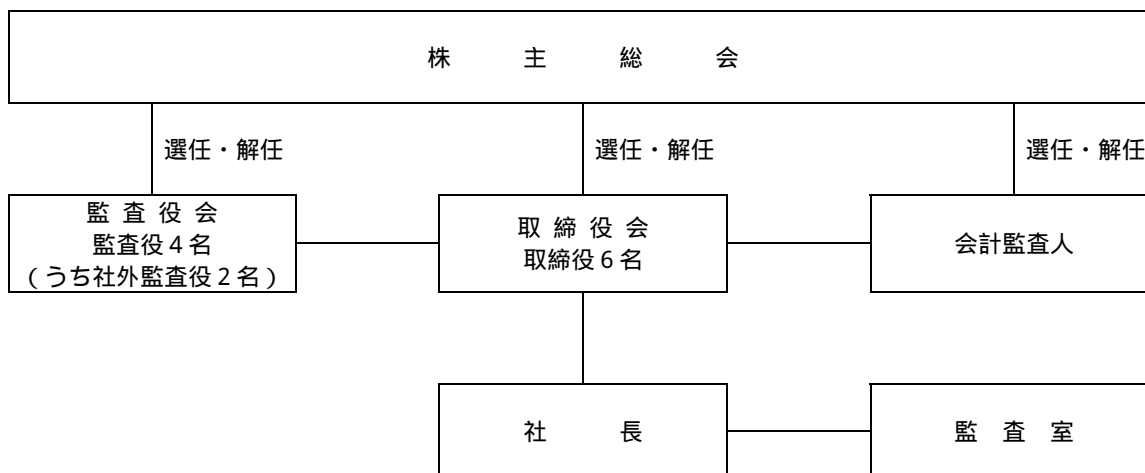 株主総会
選任・解任
選任・解任
選任・解任
監査役会
監査役4名
(うち社外監査役2名)
取締役会
取締役6名
会計監査人
社長
監査室